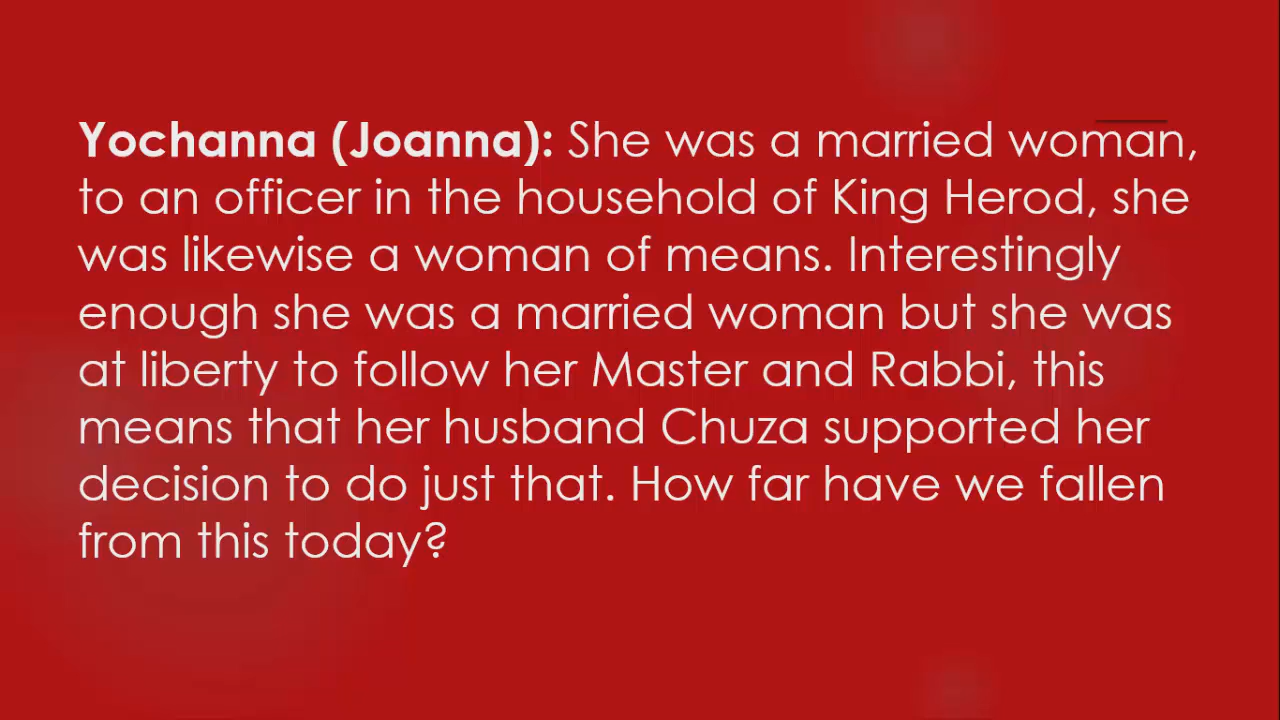 Yochanna (Joanna): She was a married woman,
to an officer in the household of King Herod, she
was likewise a woman of means. Interestingly
enough she was a married woman but she was
at liberty to follow her Master and Rabbi, this
means that her husband Chuza supported her
decision to do just that. How far have we fallen
from this today?